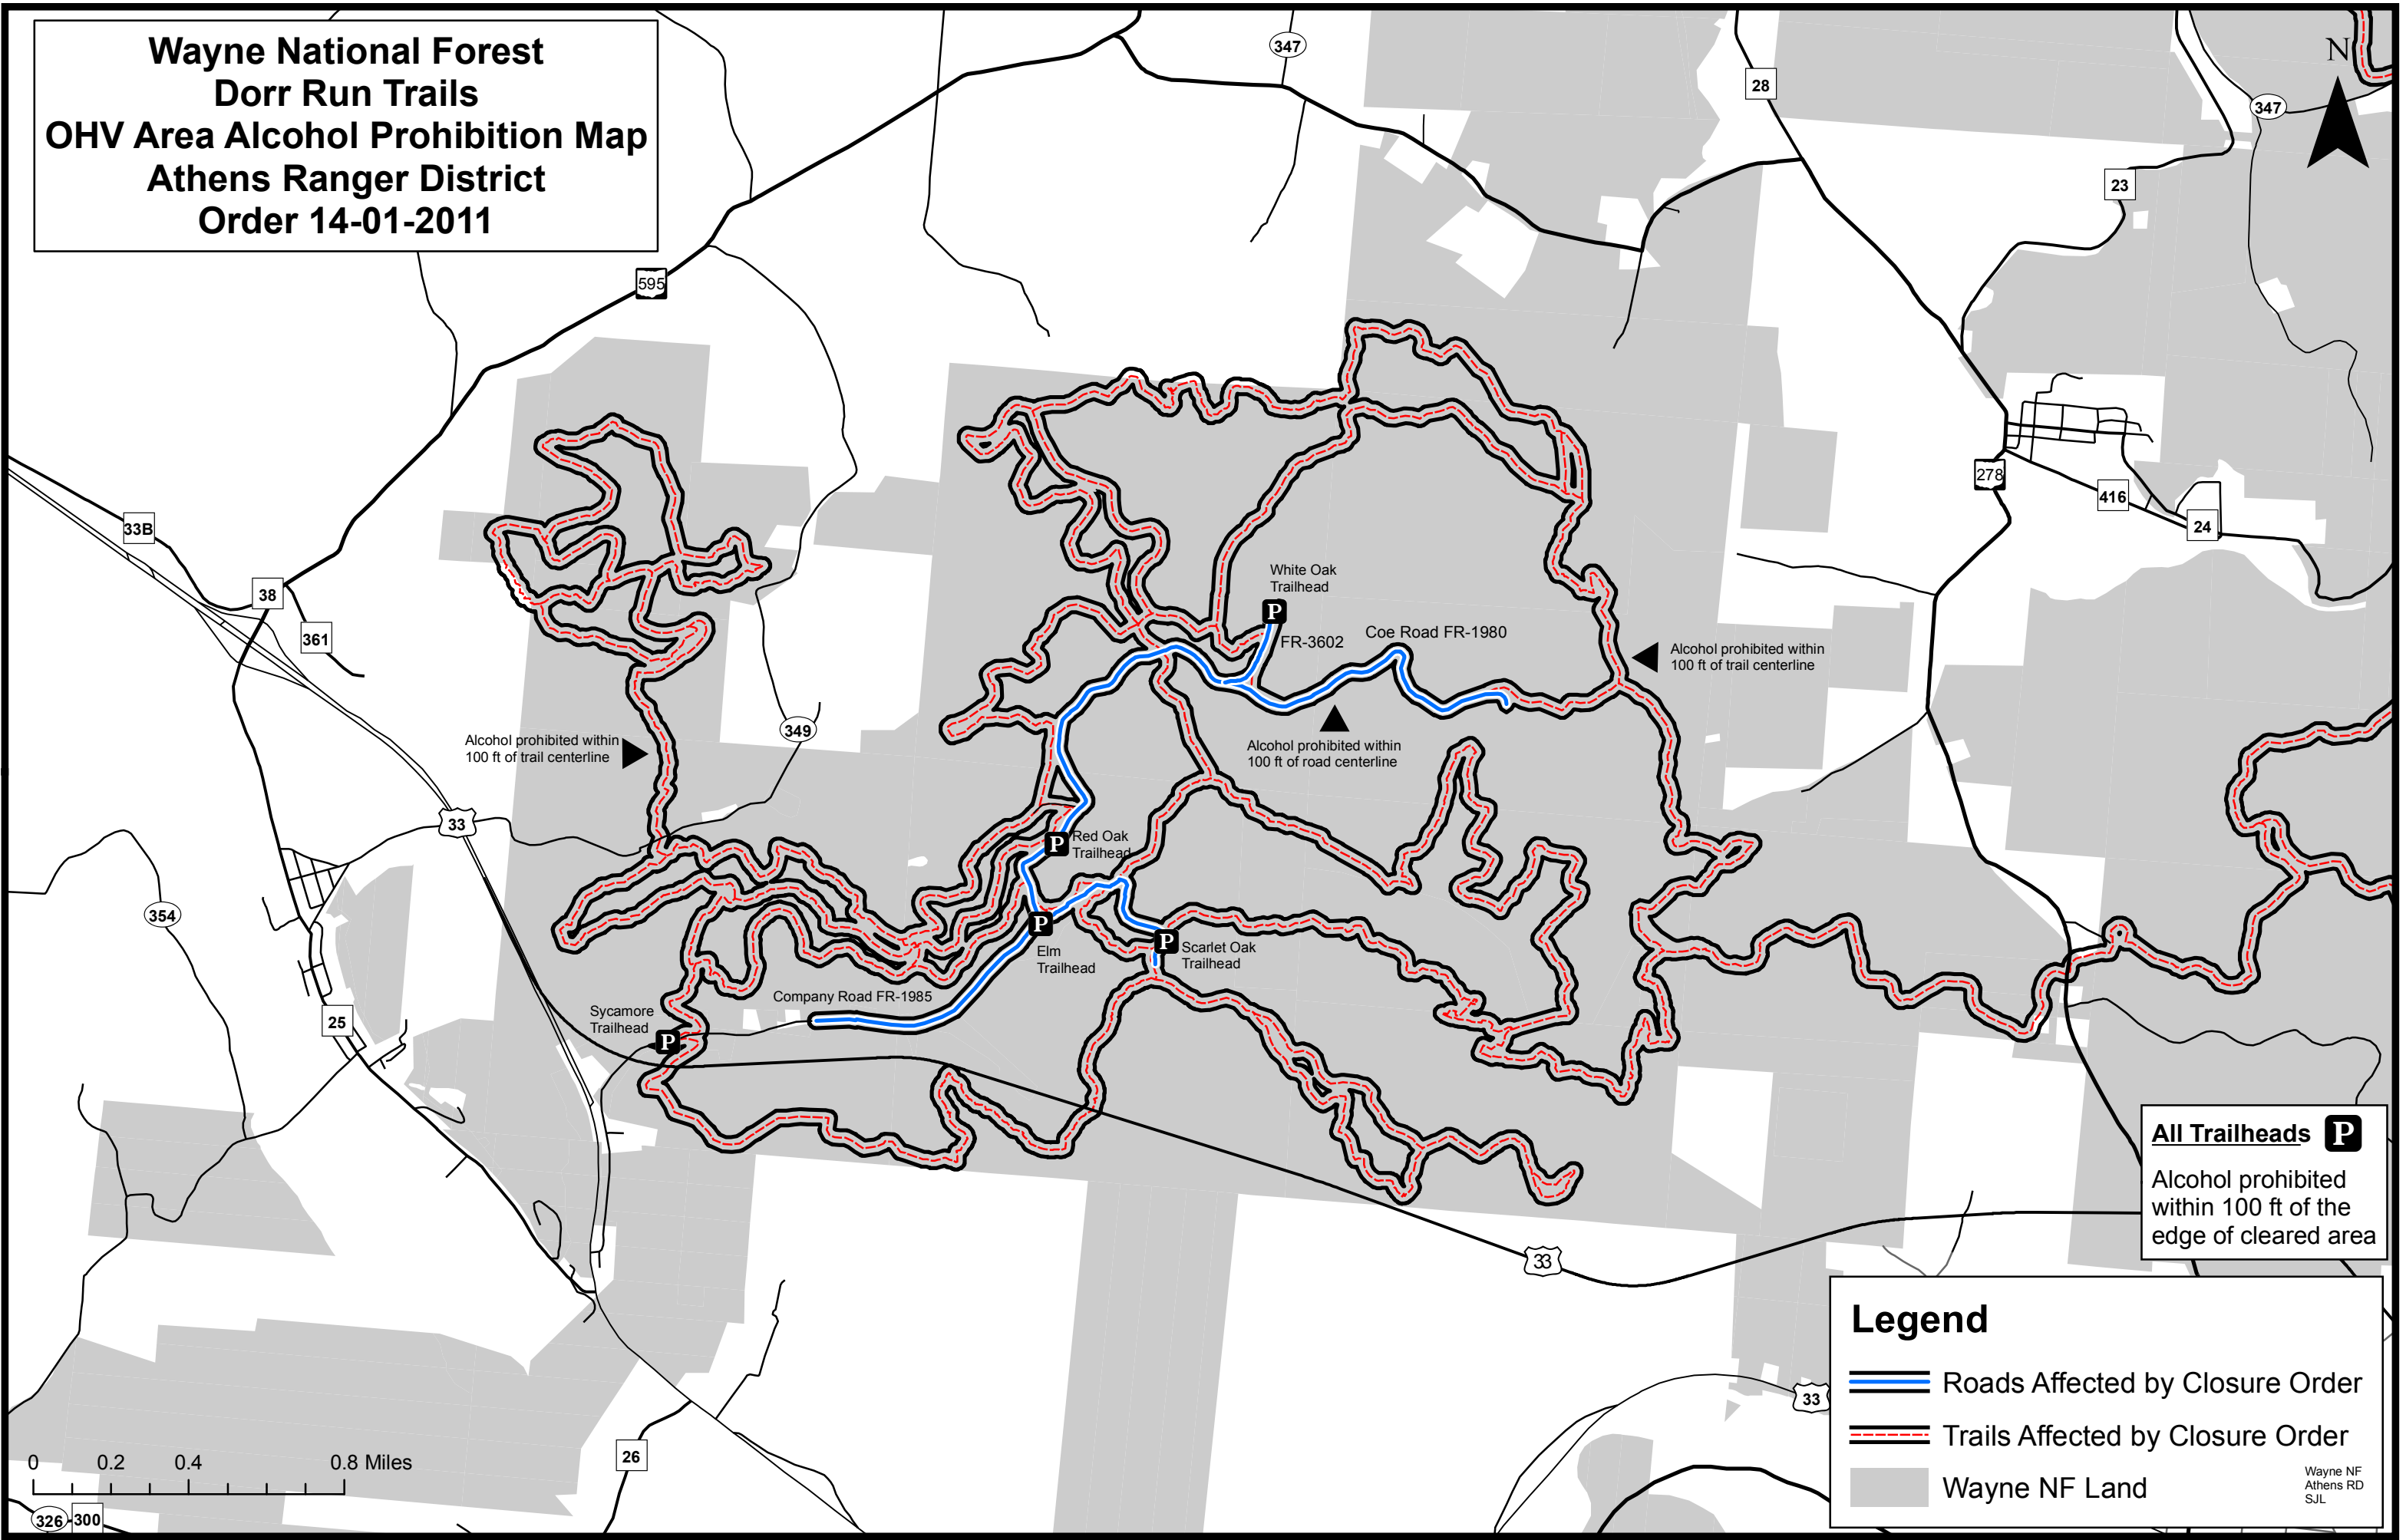 Wayne National Forest
Dorr Run Trails
OHV Area Alcohol Prohibition Map
Athens Ranger District
Order 14-01-2011
347
28
N
347
23
595
278
416
24
33B
38
361
White Oak
Trailhead
FR-3602
Coe Road FR-1980
Alcohol prohibited within
100 ft of trail centerline
349
Alcohol prohibited within
100 ft of trail centerline
Alcohol prohibited within
100 ft of road centerline
33
Red Oak
Trailhead
P
P
P
354
Elm
Trailhead
P
Scarlet Oak
Trailhead
Company Road FR-1985
Sycamore
Trailhead
P
25
All Trailheads P
Alcohol prohibited
within 100 ft of the
edge of cleared area
33
Legend
Roads Affected by Closure Order
Trails Affected by Closure Order
Wayne NF Land
Wayne NF
Athens RD
SJL
33
26
0 0.2 0.4 0.8 Miles
326 300